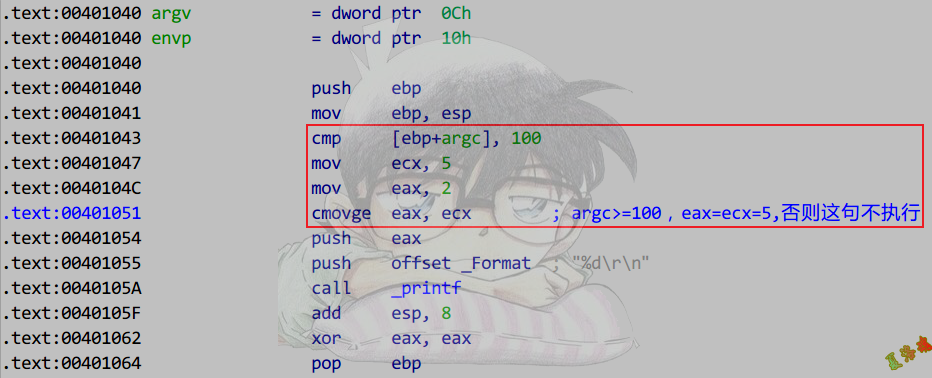 .text:00401040 argv = dword ptr 0Ch
.text:00401040 envp = dword ptr 10h
.text:00401040
.text:00401040 push ebp
.text:00401041 mov ebp, esp
.text:00401043 cmp [ebp+argc], 100
.text:00401047 mov ecx, 5
.text:0040104C mov eax, 2
.text:00401051 cmovge eax, ecx ; argc>=100，eax=ecx=5,否则这句不执行
.text:00401054 push eax
.text:00401055 push offset _Format ; "%d\r\n"
.text:0040105A call _printf
.text:0040105F add esp, 8
.text:00401062 xor eax, eax
.text:00401064 pop ebp